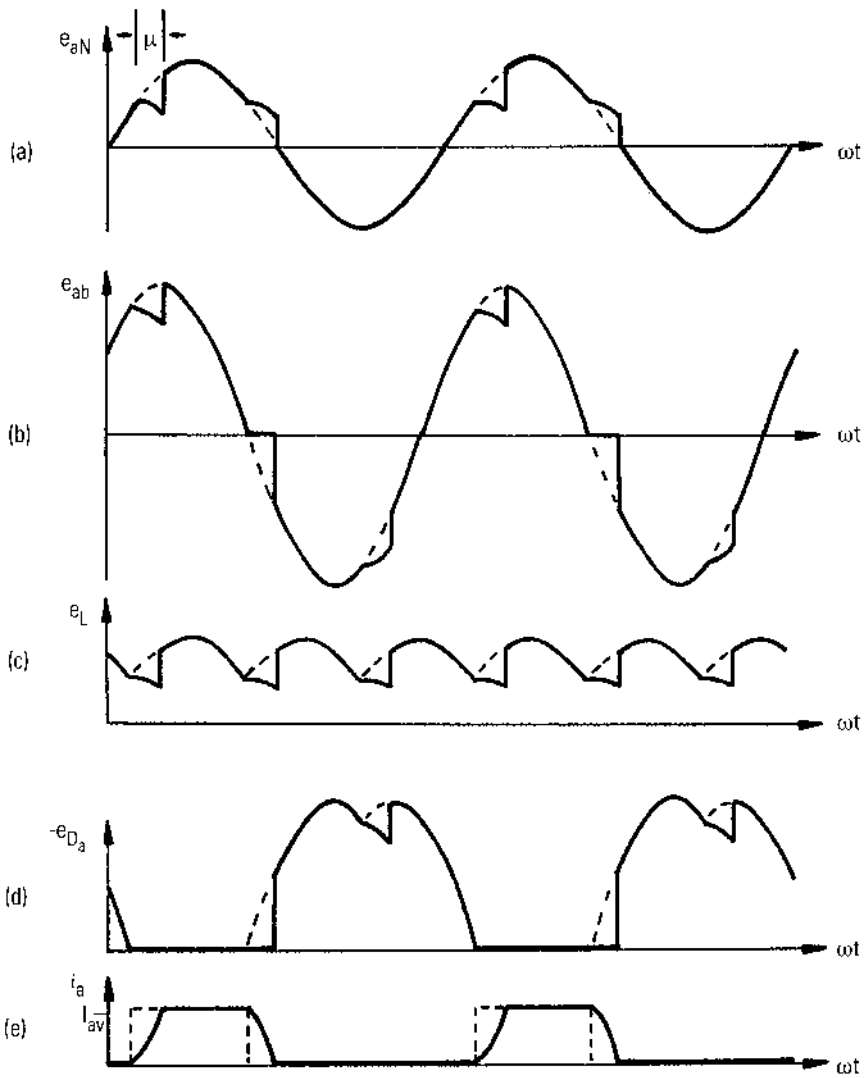 e_aN
μ
(a)
ωt
e_ab
(b)
ωt
e_L
(c)
ωt
-e_Da
(d)
ωt
i_a
I_av
(e)
ωt